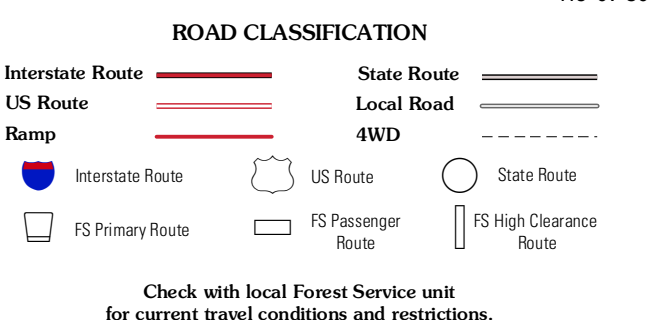 ROAD CLASSIFICATION
Interstate Route
State Route
US Route
Local Road
Ramp
4WD
Interstate Route
US Route
State Route
FS Primary Route
FS Passenger
Route
FS High Clearance
Route
Check with local Forest Service unit
for current travel conditions and restrictions.